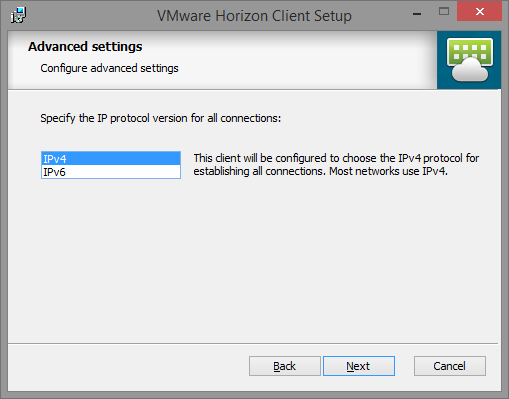 VMware Horizon Client Setup
Advanced settings
Configure advanced settings
Specify the IP protocol version for all connections:
IPv4
IPv6
This client will be configured to choose the IPv4 protocol for
establishing all connections. Most networks use IPv4.
Back
Next
Cancel